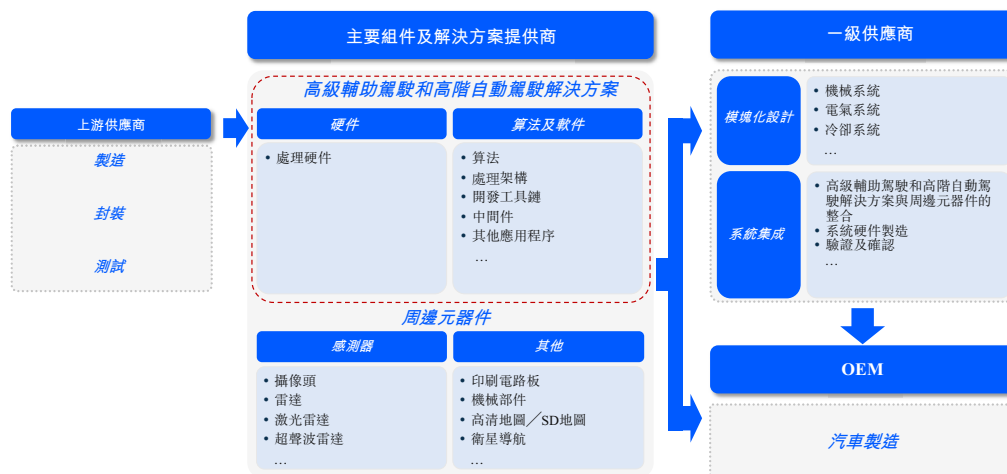 上游供應商
製造
封裝
測試
主要組件及解決方案提供商
高級輔助駕駛和高階自動駕駛解決方案
硬件
• 處理硬件
算法及軟件
• 算法
• 處理架構
• 開發工具鏈
• 中間件
• 其他應用程序
…
周邊元器件
感測器
• 攝像頭
• 雷達
• 激光雷達
• 超聲波雷達
…
其他
• 印刷電路板
• 機械部件
• 高清地圖／SD地圖
• 衛星導航
…
一級供應商
模塊化設計
• 機械系統
• 電氣系統
• 冷卻系統
…
系統集成
• 高級輔助駕駛和高階自動駕
駛解決方案與周邊元器件的
整合
• 系統硬件製造
• 驗證及確認
…
OEM
汽車製造